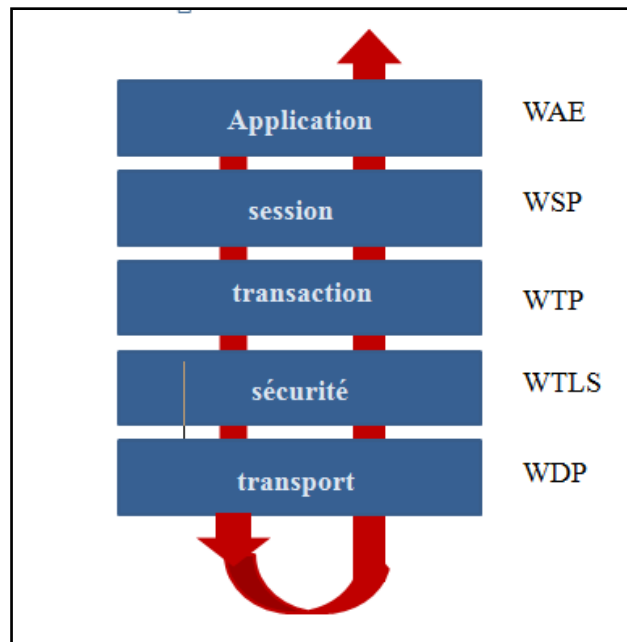 Application WAE
session WSP
transaction WTP
sécurité WTLS
transport WDP